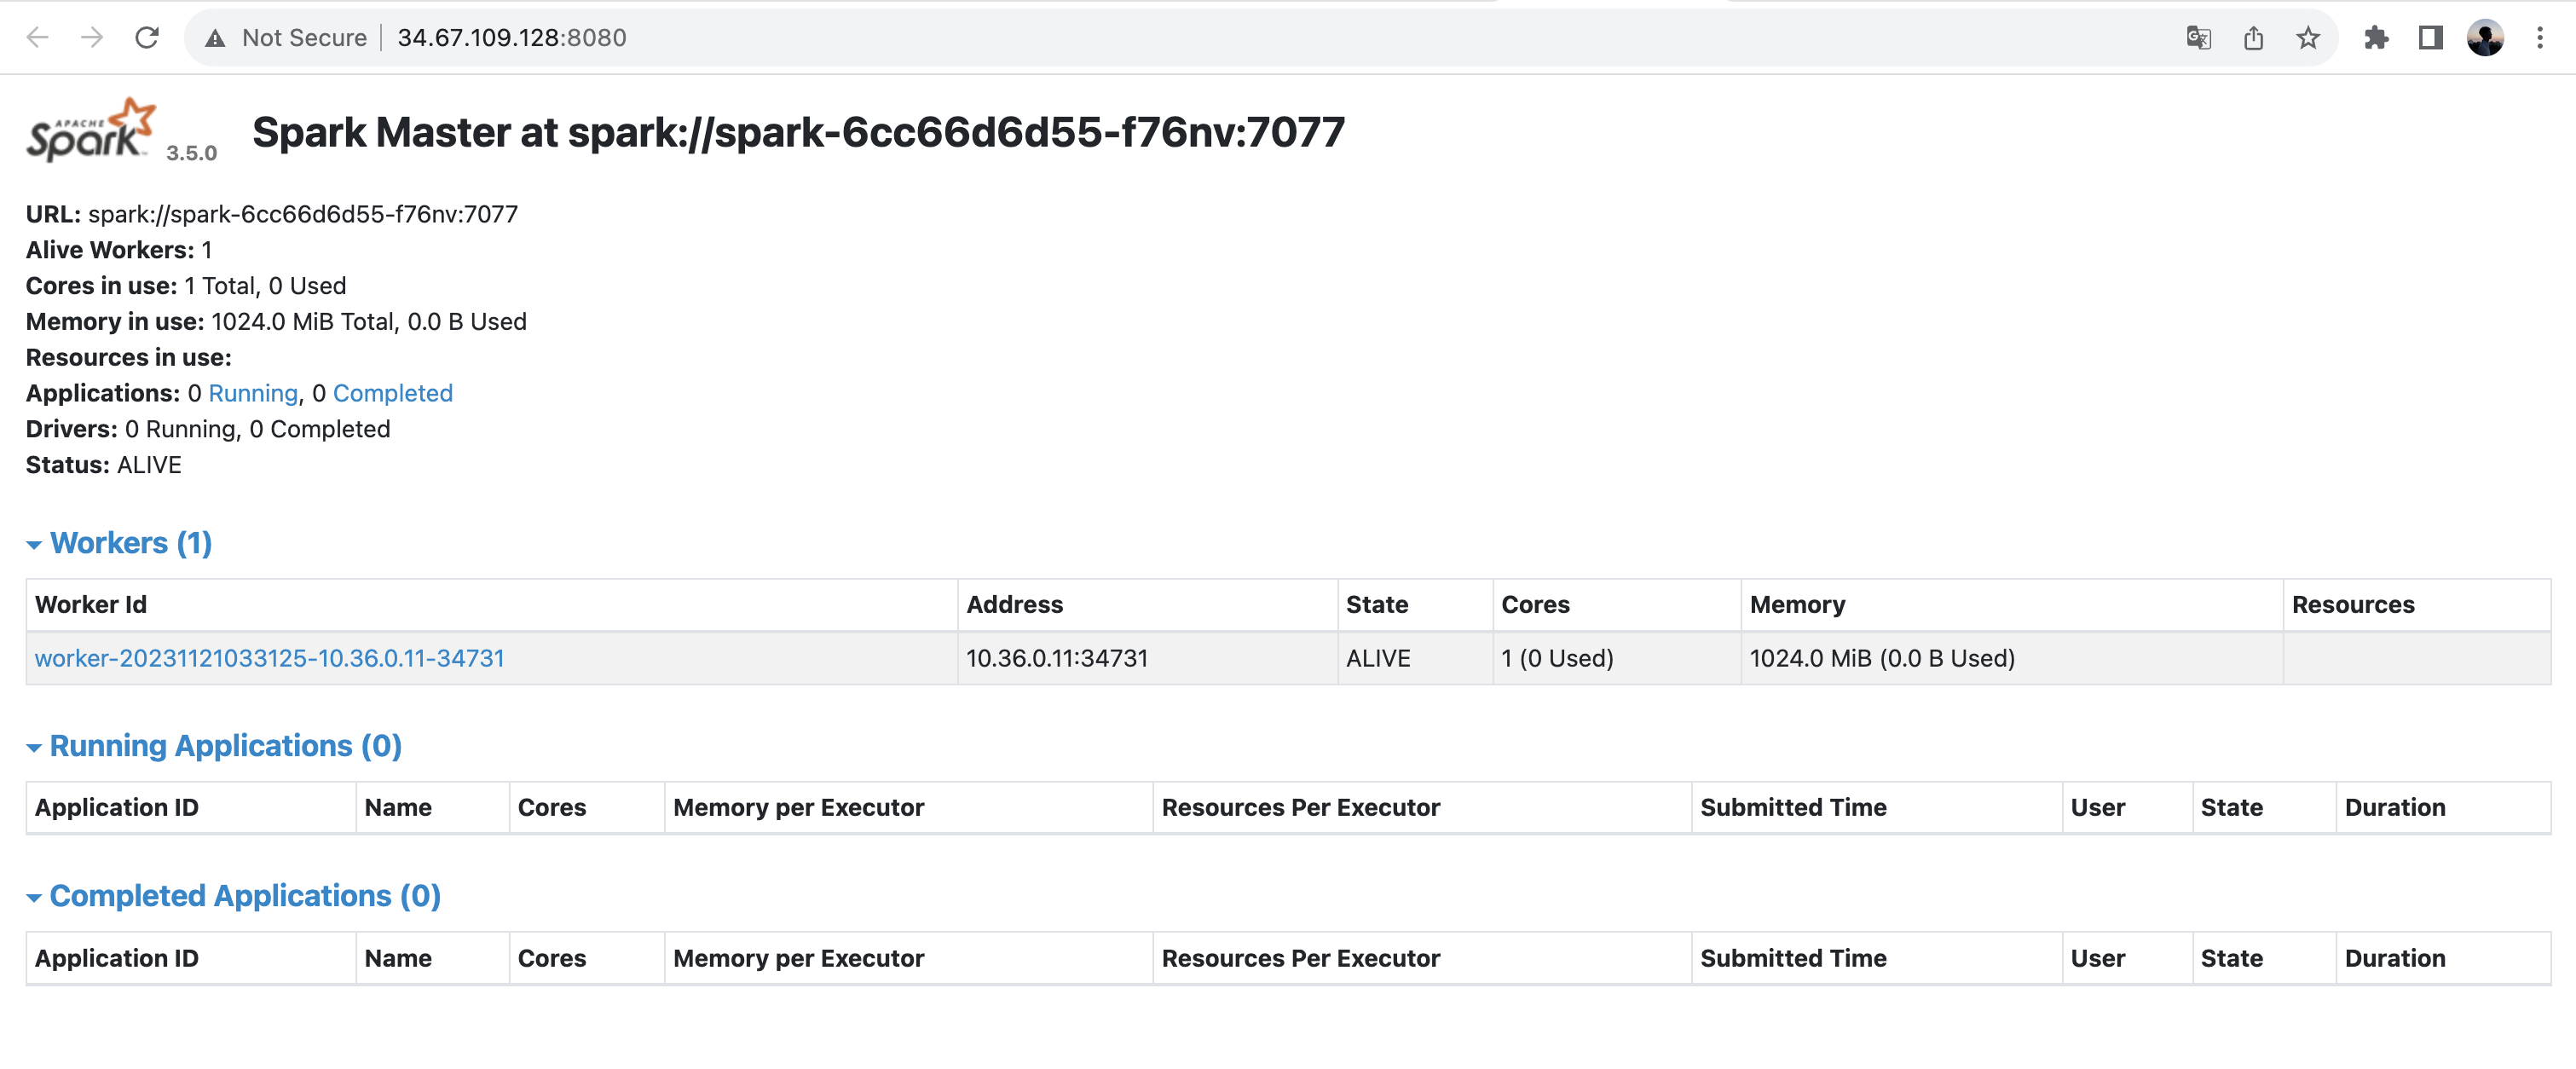 Not Secure 34.67.109.128:8080
APACHE
Spark 3.5.0
Spark Master at spark://spark-6cc66d6d55-f76nv:7077
URL: spark://spark-6cc66d6d55-f76nv:7077
Alive Workers: 1
Cores in use: 1 Total, 0 Used
Memory in use: 1024.0 MiB Total, 0.0 B Used
Resources in use:
Applications: 0 Running, 0 Completed
Drivers: 0 Running, 0 Completed
Status: ALIVE
Workers (1)
Worker Id Address State Cores Memory Resources
worker-20231121033125-10.36.0.11-34731 10.36.0.11:34731 ALIVE 1 (0 Used) 1024.0 MiB (0.0 B Used)
Running Applications (0)
Application ID Name Cores Memory per Executor Resources Per Executor Submitted Time User State Duration
Completed Applications (0)
Application ID Name Cores Memory per Executor Resources Per Executor Submitted Time User State Duration